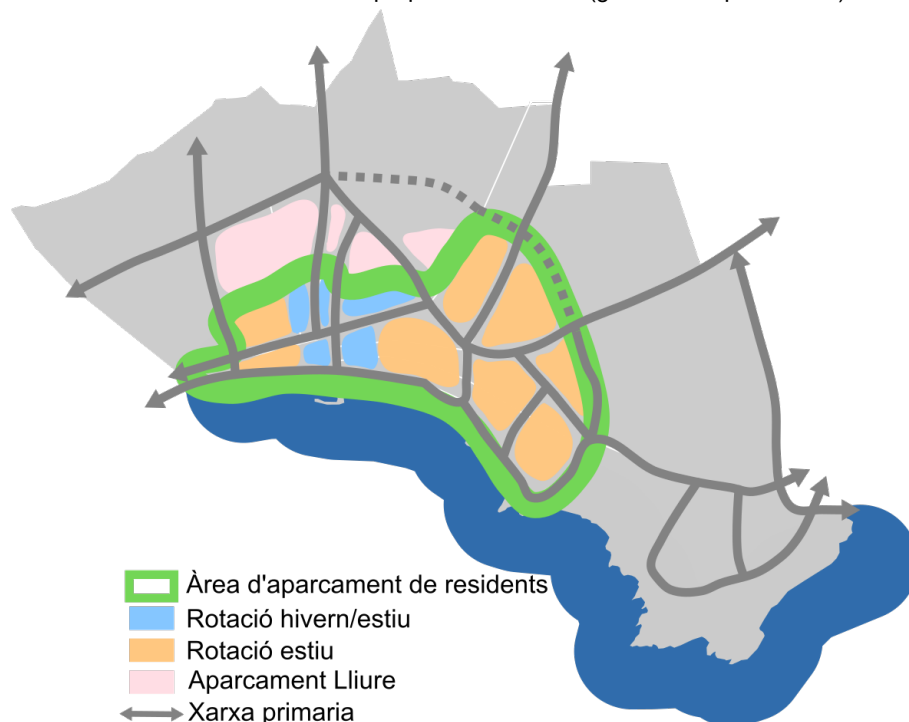 Àrea d'aparcament de residents
Rotació hivern/estiu
Rotació estiu
Aparcament Lliure
Xarxa primaria